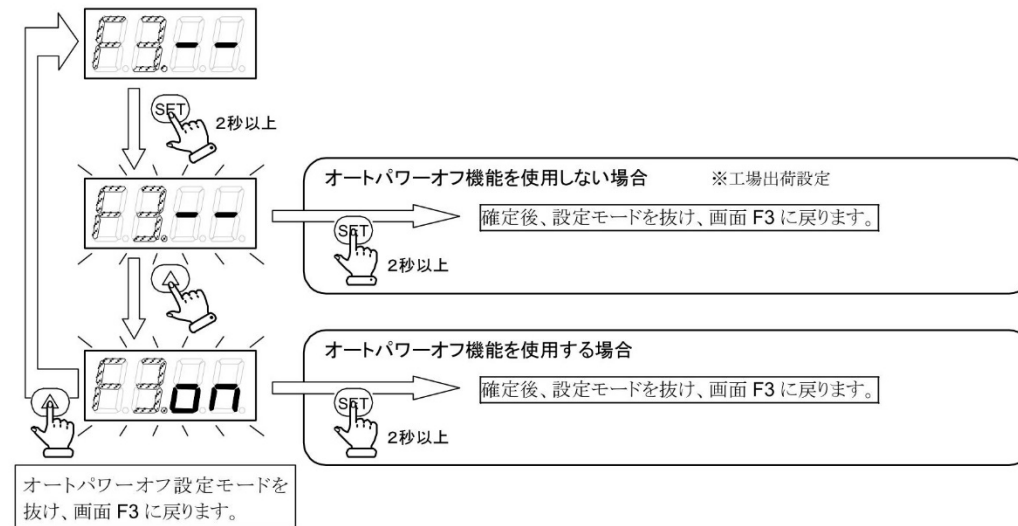 F3.--
SET
2秒以上
F3.--
オートパワーオフ機能を使用しない場合 ※工場出荷設定
確定後、設定モードを抜け、画面 F3 に戻ります。
SET
2秒以上
F3.on
オートパワーオフ機能を使用する場合
確定後、設定モードを抜け、画面 F3 に戻ります。
SET
2秒以上
オートパワーオフ設定モードを
抜け、画面 F3 に戻ります。